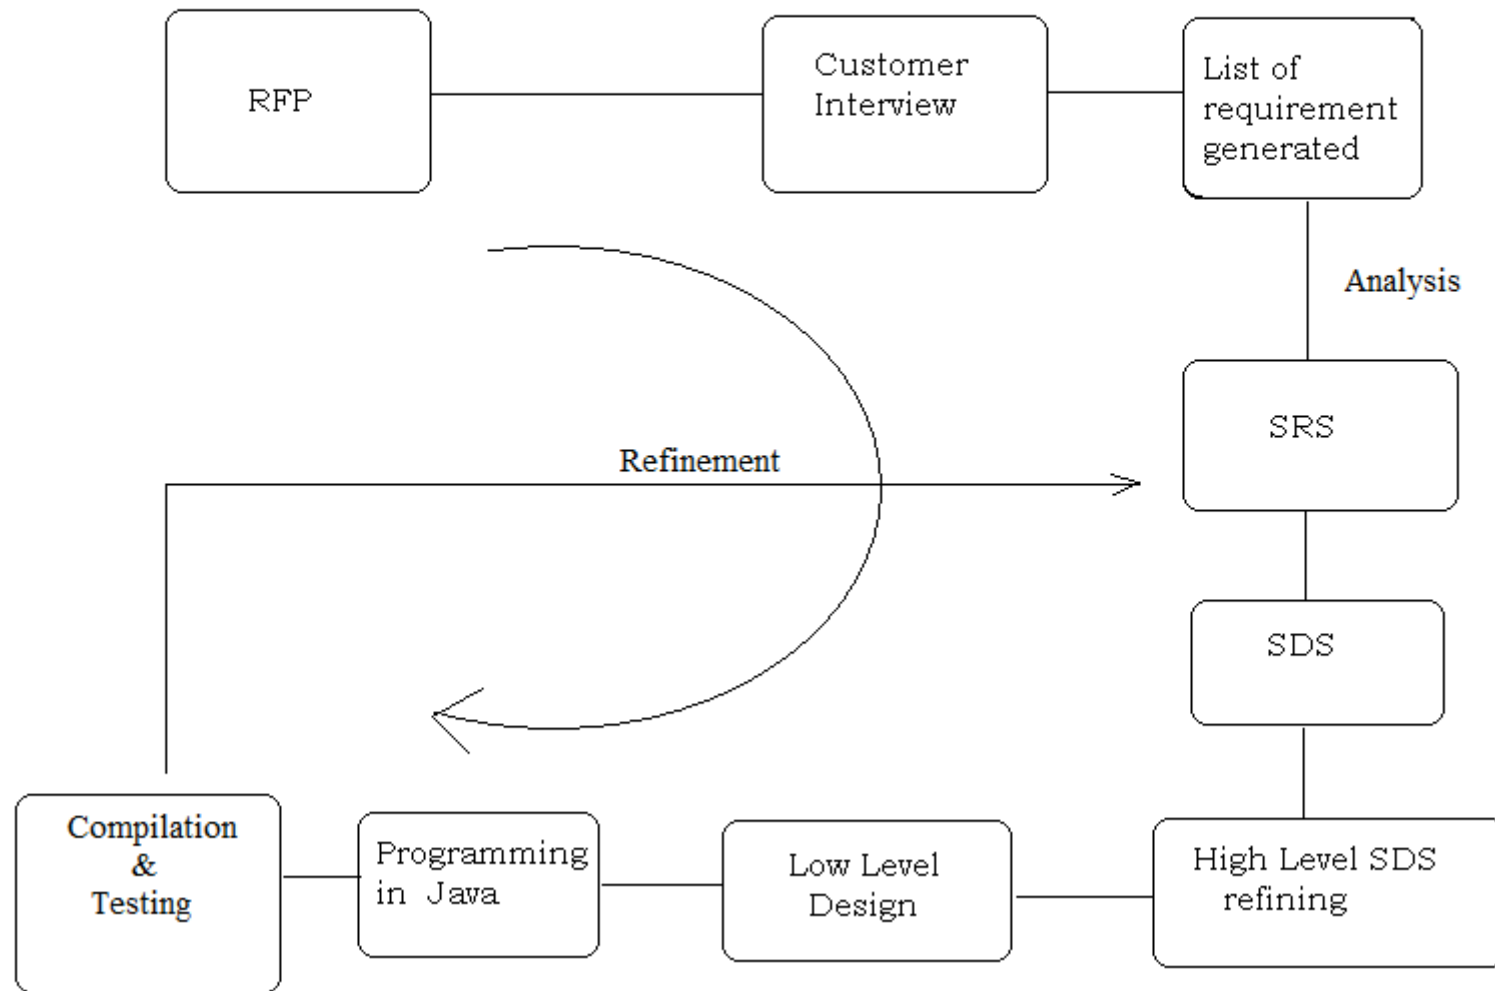 RFP
Customer
Interview
List of
requirement
generated
Analysis
SRS
Refinement
SDS
High Level SDS
refining
Low Level
Design
Programming
in Java
Compilation
&
Testing